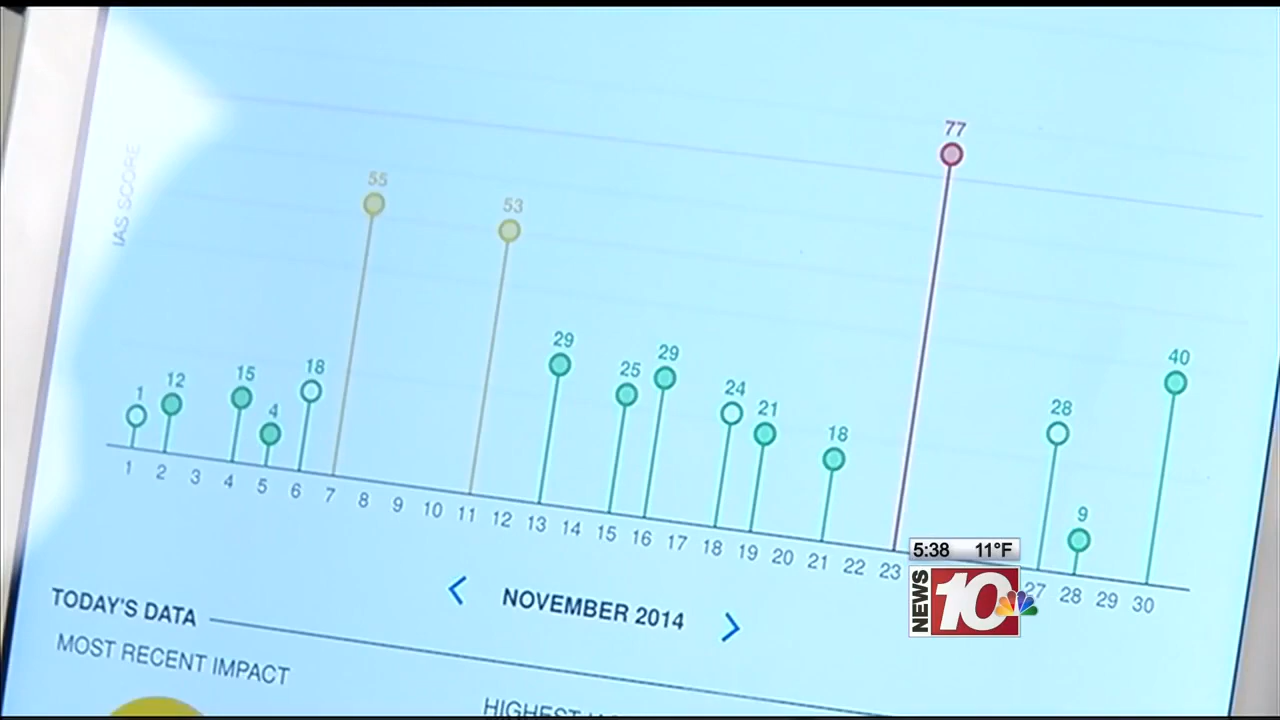 IAS SCORE
77
55
53
29
29
25
40
18
15
12
1
4
24
21
18
28
9
1 2 3 4 5 6 7 8 9 10 11 12 13 14 15 16 17 18 19 20 21 22 23 27 28 29 30
5:38 11°F
NEWS 10
< NOVEMBER 2014 >
TODAY'S DATA
MOST RECENT IMPACT
HIGHEST